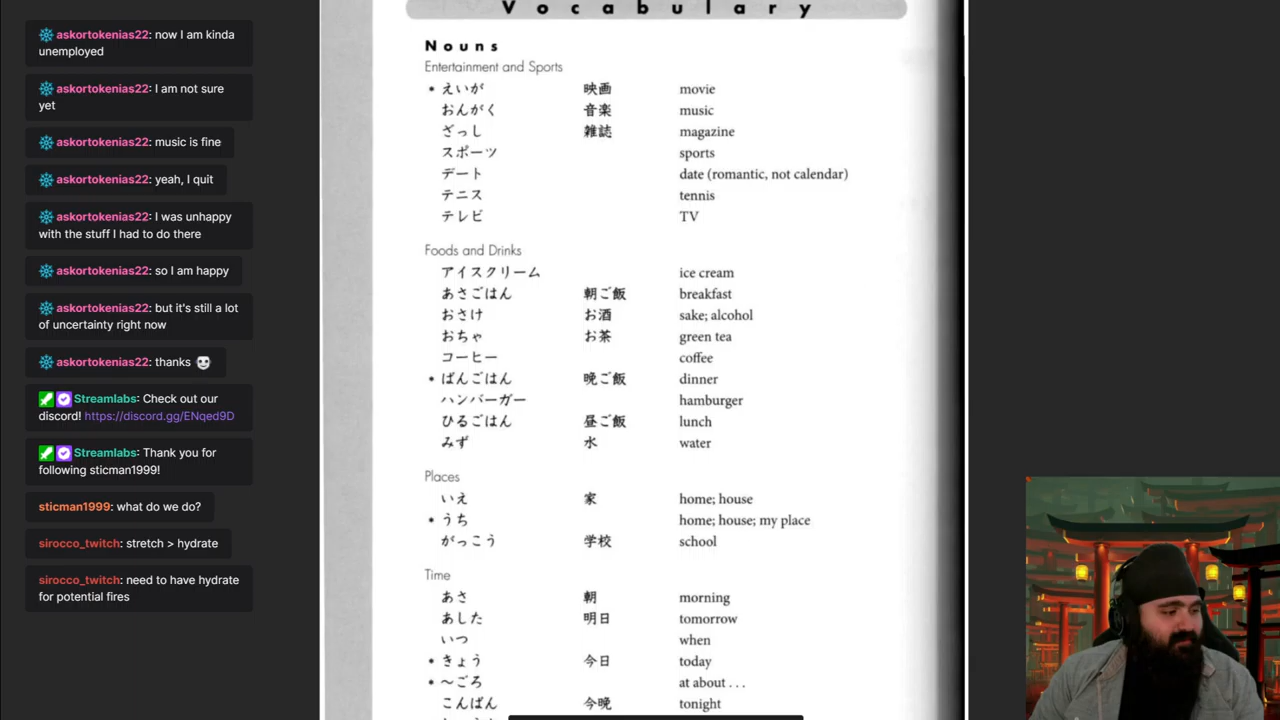 askortokenias22: now I am kinda
unemployed
askortokenias22: I am not sure
yet
askortokenias22: music is fine
askortokenias22: yeah, I quit
askortokenias22: I was unhappy
with the stuff I had to do there
askortokenias22: so I am happy
askortokenias22: but it's still a lot
of uncertainty right now
askortokenias22: thanks
Streamlabs: Check out our
discord! https://discord.gg/ENqed9D
Streamlabs: Thank you for
following sticman1999!
sticman1999: what do we do?
sirocco_twitch: stretch > hydrate
sirocco_twitch: need to have hydrate
for potential fires
Vocabulary
Nouns
Entertainment and Sports
* えいが 映画 movie
おんがく 音楽 music
ざっし 雑誌 magazine
スポーツ sports
デート date (romantic, not calendar)
テニス tennis
テレビ TV
Foods and Drinks
アイスクリーム ice cream
あさごはん 朝ご飯 breakfast
おさけ お酒 sake; alcohol
おちゃ お茶 green tea
コーヒー coffee
* ばんごはん 晩ご飯 dinner
ハンバーガー hamburger
ひるごはん 昼ご飯 lunch
みず 水 water
Places
いえ 家 home; house
* うち home; house; my place
がっこう 学校 school
Time
あさ 朝 morning
あした 明日 tomorrow
いつ when
* きょう 今日 today
* 〜ごろ at about . . .
こんばん 今晩 tonight